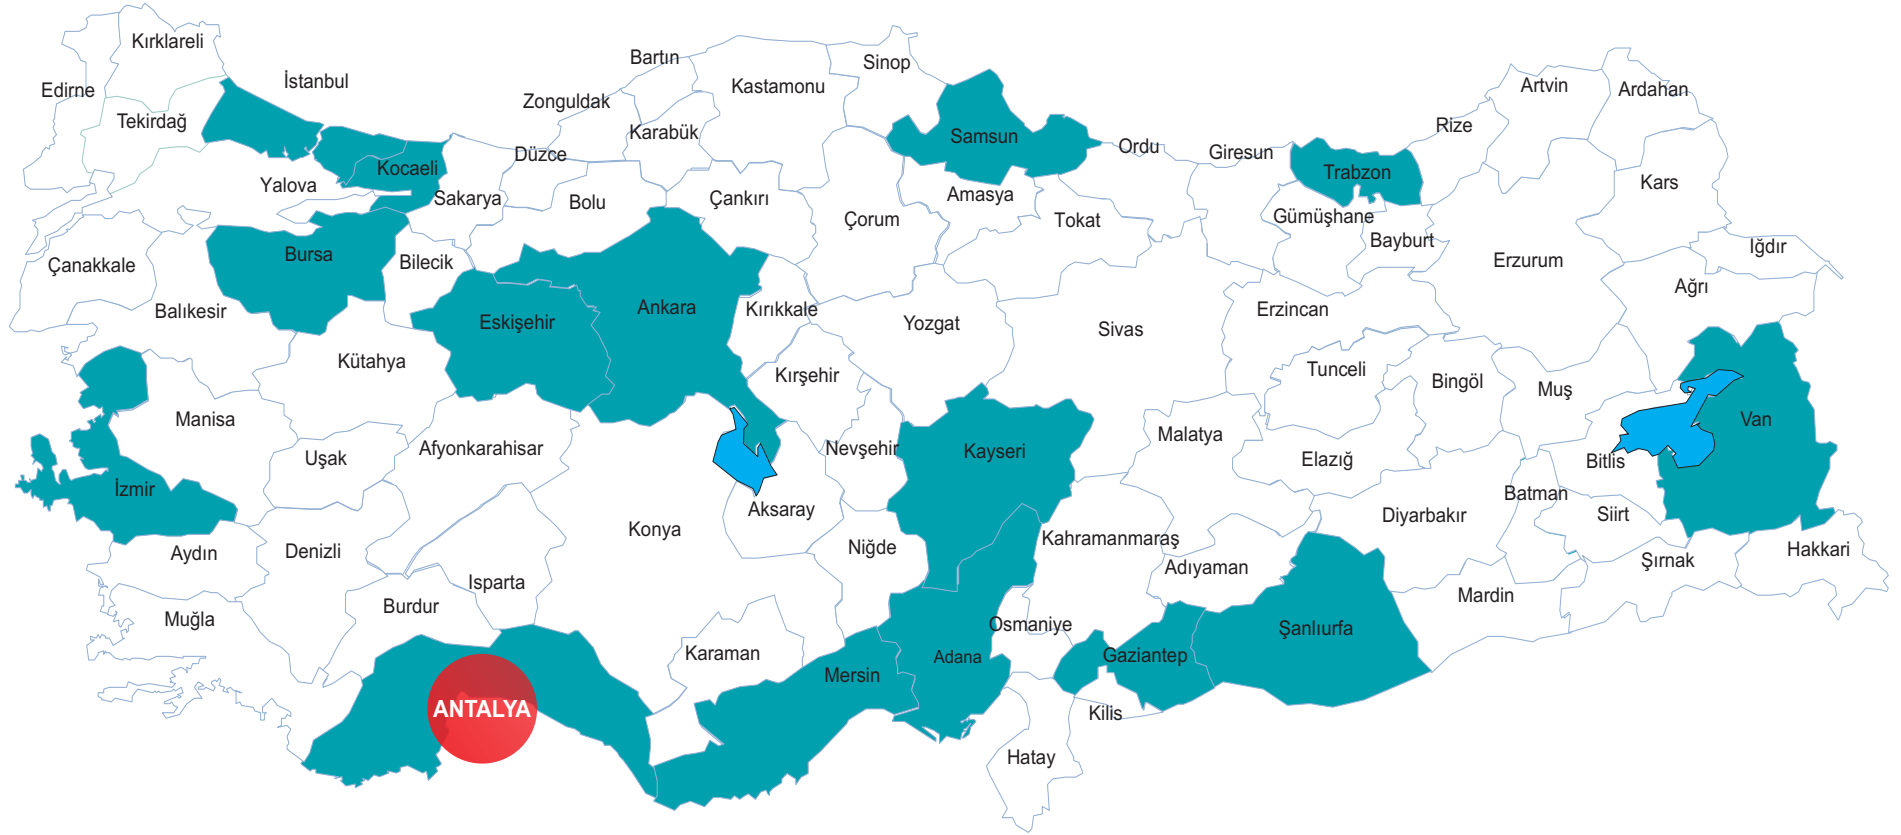 Kırklareli
Edirne
İstanbul
Tekirdağ
Bartın
Sinop
Kastamonu
Zonguldak
Karabük
Samsun
Ordu
Giresun
Trabzon
Rize
Artvin
Ardahan
Kars
Düzce
Kocaeli
Yalova
Sakarya
Bolu
Çankırı
Çorum
Amasya
Tokat
Gümüşhane
Bayburt
Erzurum
Iğdır
Ağrı
Çanakkale
Bursa
Bilecik
Balıkesir
Eskişehir
Ankara
Kırıkkale
Yozgat
Sivas
Erzincan
Kütahya
Kırşehir
Tunceli
Bingöl
Muş
Van
Manisa
Uşak
Afyonkarahisar
Nevşehir
Kayseri
Malatya
Elazığ
Bitlis
İzmir
Aksaray
Konya
Niğde
Kahramanmaraş
Diyarbakır
Batman
Siirt
Hakkari
Şırnak
Aydın
Denizli
Isparta
Adıyaman
Mardin
Burdur
Muğla
Osmaniye
Şanlıurfa
Karaman
Mersin
Adana
Gaziantep
ANTALYA
Kilis
Hatay